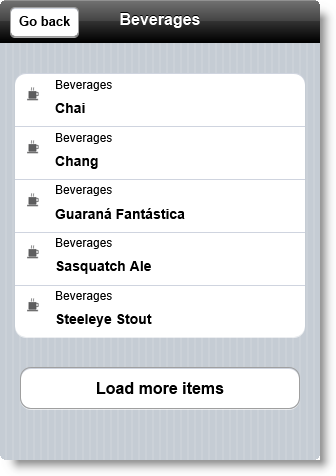 Go back
Beverages
Beverages
Chai
Beverages
Chang
Beverages
Guaraná Fantástica
Beverages
Sasquatch Ale
Beverages
Steeleye Stout
Load more items